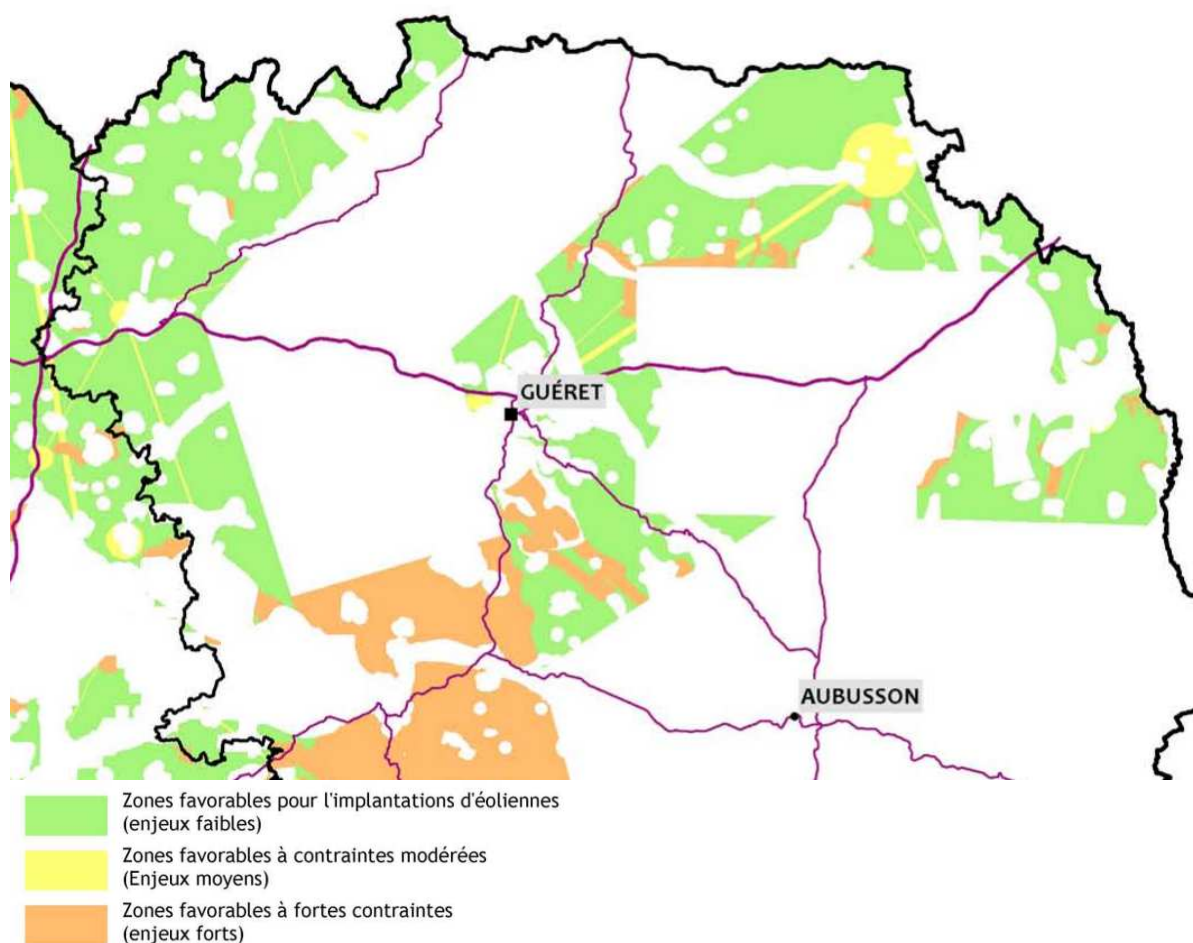 GUÉRET
AUBUSSON
Zones favorables pour l'implantations d'éoliennes
(enjeux faibles)
Zones favorables à contraintes modérées
(Enjeux moyens)
Zones favorables à fortes contraintes
(enjeux forts)